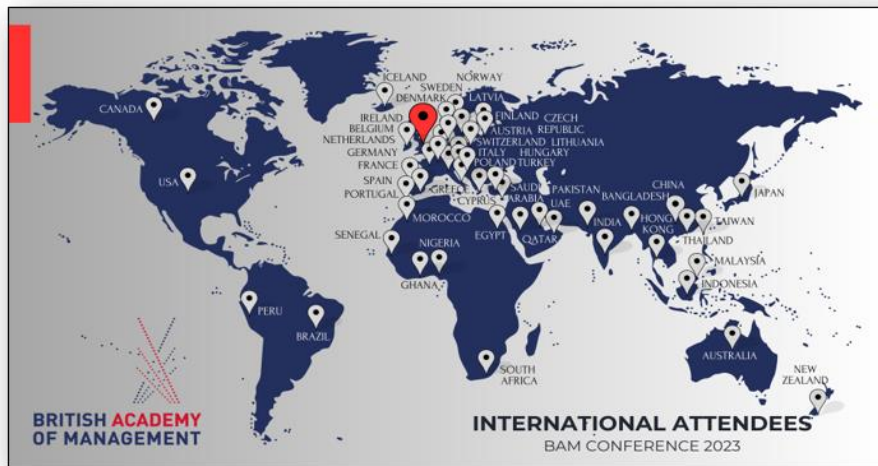 ICELAND
NORWAY
SWEDEN
DENMARK
LATVIA
CANADA
IRELAND
FINLAND
CZECH
BELGIUM
AUSTRIA
REPUBLIC
NETHERLANDS
SWITZERLAND
LITHUANIA
GERMANY
ITALY
HUNGARY
FRANCE
POLAND
TURKEY
USA
SPAIN
GREECE
SAUDI
PAKISTAN
CHINA
PORTUGAL
CYPRUS
ARABIA
UAE
BANGLADESH
JAPAN
MOROCCO
INDIA
HONG
KONG
TAIWAN
SENEGAL
NIGERIA
EGYPT
QATAR
THAILAND
MALAYSIA
GHANA
INDONESIA
PERU
BRAZIL
AUSTRALIA
SOUTH
AFRICA
NEW
ZEALAND
BRITISH ACADEMY
OF MANAGEMENT
INTERNATIONAL ATTENDEES
BAM CONFERENCE 2023